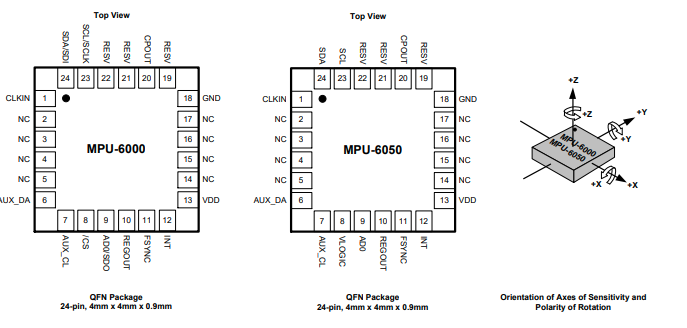 Top View
SDA/SDI
SCL/SCLK
RESV
RESV
CPOUT
RESV
24 23 22 21 20 19
CLKIN 1 18 GND
NC 2 17 NC
NC 3 16 NC
NC 4 15 NC
NC 5 14 NC
AUX_DA 6 13 VDD
MPU-6000
7 8 9 10 11 12
AUX_CL
/CS
AD0/SDO
REGOUT
FSYNC
INT
QFN Package
24-pin, 4mm x 4mm x 0.9mm
Top View
SDA
SCL
RESV
RESV
CPOUT
RESV
24 23 22 21 20 19
CLKIN 1 18 GND
NC 2 17 NC
NC 3 16 NC
NC 4 15 NC
NC 5 14 NC
AUX_DA 6 13 VDD
MPU-6050
7 8 9 10 11 12
AUX_CL
VLOGIC
AD0
REGOUT
FSYNC
INT
QFN Package
24-pin, 4mm x 4mm x 0.9mm
+Z
+Z
+Y
+Y
MPU-6000
MPU-6050
+X
+X
Orientation of Axes of Sensitivity and
Polarity of Rotation